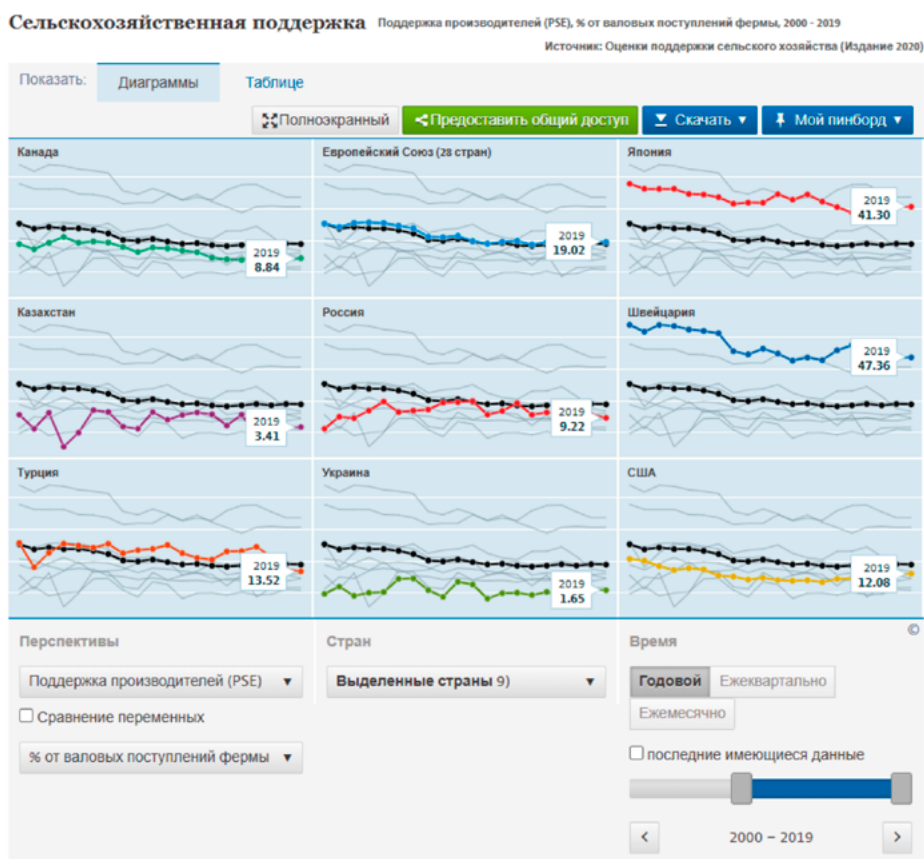 Сельскохозяйственная поддержка Поддержка производителей (PSE), % от валовых поступлений фермы, 2000 - 2019
Источник: Оценки поддержки сельского хозяйства (Издание 2020)
Показать: Диаграммы Таблице
Полноэкранный Предоставить общий доступ Скачать Мой пинборд
Канада Европейский Союз (28 стран) Япония
2019 8.84
2019 19.02
2019 41.30
Казахстан Россия Швейцария
2019 3.41
2019 9.22
2019 47.36
Турция Украина США
2019 13.52
2019 1.65
2019 12.08
©
Перспективы Стран Время
Поддержка производителей (PSE) Выделенные страны 9) Годовой Ежеквартально
Ежемесячно
Сравнение переменных
% от валовых поступлений фермы
последние имеющиеся данные
< 2000 – 2019 >